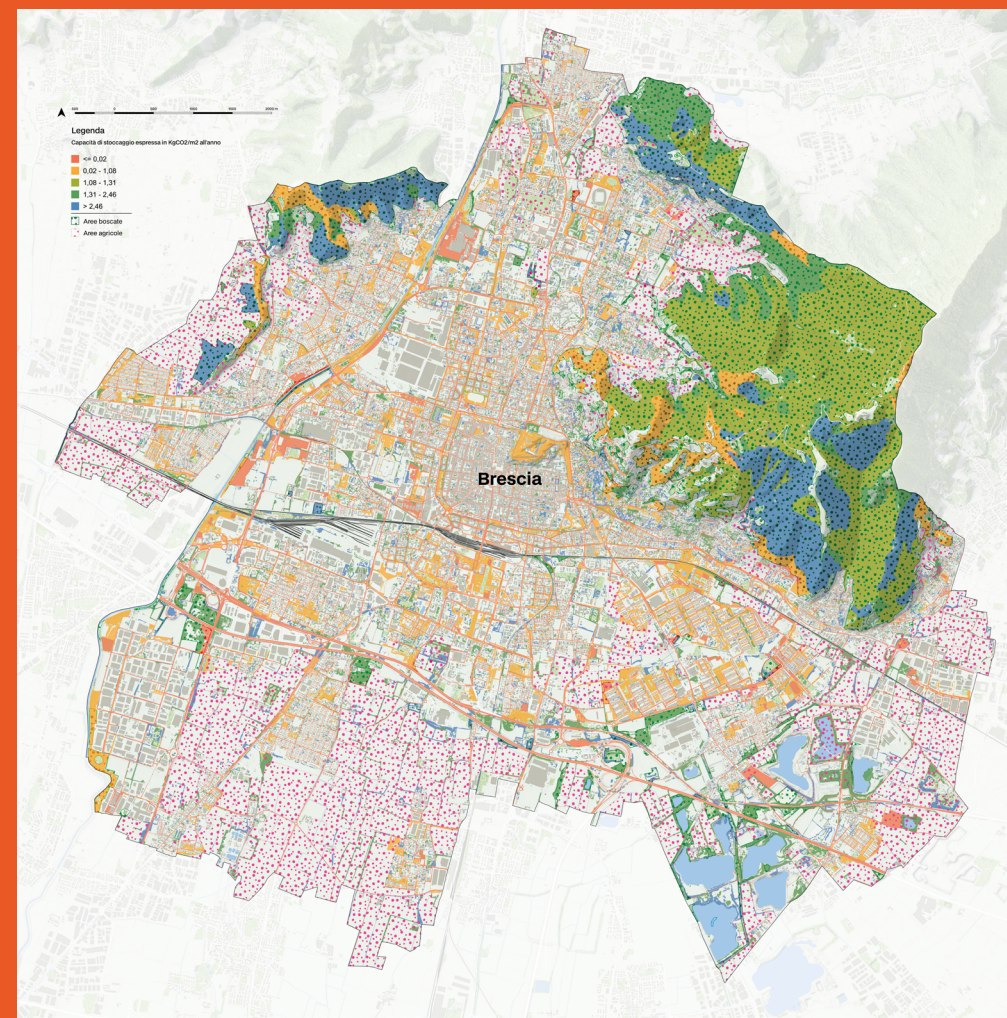 2000 m
Legenda
Capacità di stoccaggio espressa in KgCO2/m2 all'anno
<= 0,02
0,02 - 1,08
1,08 - 1,31
1,31 - 2,46
> 2,46
Aree boscate
Aree agricole
Brescia